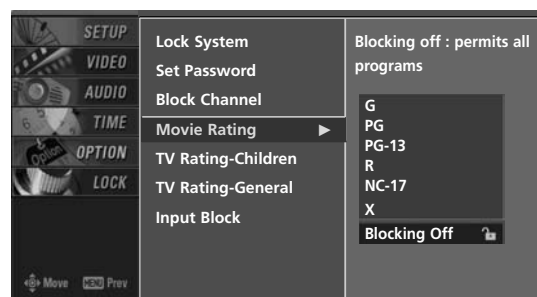 SETUP
VIDEO
AUDIO
TIME
OPTION
LOCK
Move MENU Prev
Lock System
Set Password
Block Channel
Movie Rating ►
TV Rating-Children
TV Rating-General
Input Block
Blocking off : permits all
programs
G
PG
PG-13
R
NC-17
X
Blocking Off